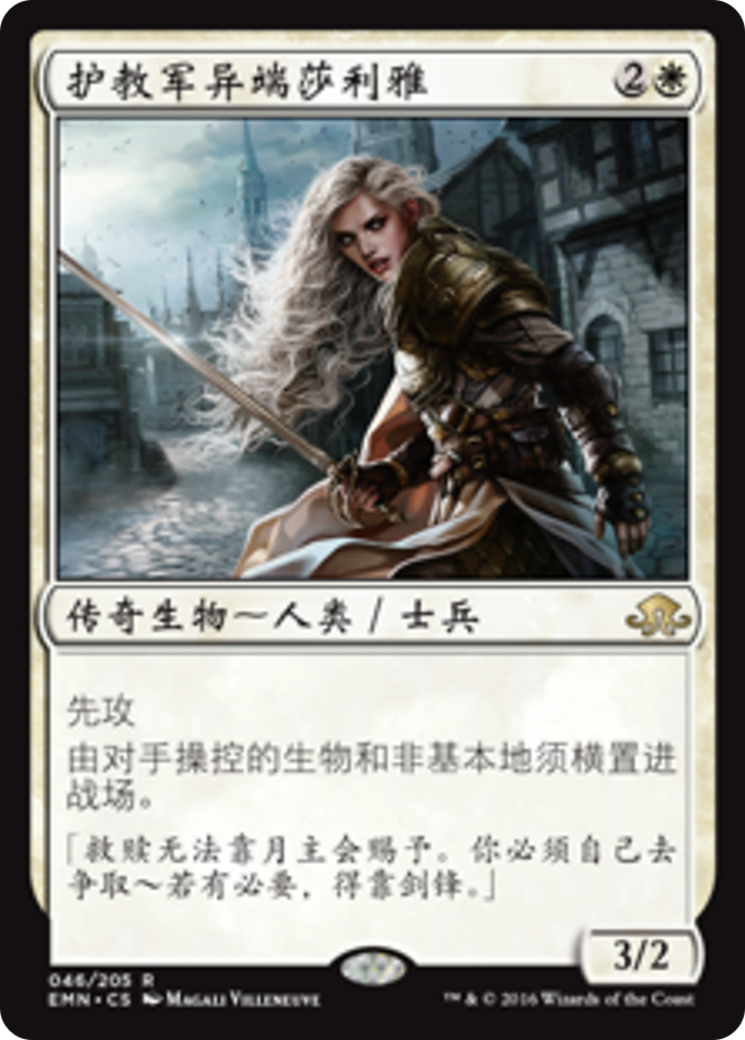 护教军异端莎利雅 2
传奇生物～人类／士兵
先攻
由对手操控的生物和非基本地须横置进
战场。
「救赎无法靠月主会赐予。你必须自己去
争取～若有必要，得靠剑锋。」
3/2
046/205 R
EMN • CS Magali Villeneuve
™ & © 2016 Wizards of the Coast